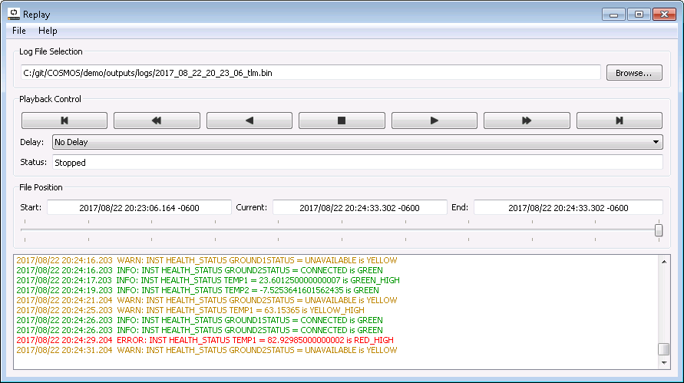 Replay
File Help
Log File Selection
C:/git/COSMOS/demo/outputs/logs/2017_08_22_20_23_06_tlm.bin Browse...
Playback Control
Delay: No Delay
Status: Stopped
File Position
Start: 2017/08/22 20:23:06.164 -0600 Current: 2017/08/22 20:24:33.302 -0600 End: 2017/08/22 20:24:33.302 -0600
2017/08/22 20:24:16.203 WARN: INST HEALTH_STATUS GROUND1STATUS = UNAVAILABLE is YELLOW
2017/08/22 20:24:16.203 INFO: INST HEALTH_STATUS GROUND2STATUS = CONNECTED is GREEN
2017/08/22 20:24:17.203 INFO: INST HEALTH_STATUS TEMP1 = 23.601250000000007 is GREEN_HIGH
2017/08/22 20:24:19.203 INFO: INST HEALTH_STATUS TEMP2 = -7.5253641601562435 is GREEN
2017/08/22 20:24:21.204 WARN: INST HEALTH_STATUS GROUND2STATUS = UNAVAILABLE is YELLOW
2017/08/22 20:24:25.203 WARN: INST HEALTH_STATUS TEMP1 = 63.15365 is YELLOW_HIGH
2017/08/22 20:24:26.203 INFO: INST HEALTH_STATUS GROUND1STATUS = CONNECTED is GREEN
2017/08/22 20:24:26.203 INFO: INST HEALTH_STATUS GROUND2STATUS = CONNECTED is GREEN
2017/08/22 20:24:29.204 ERROR: INST HEALTH_STATUS TEMP1 = 82.92985000000002 is RED_HIGH
2017/08/22 20:24:31.204 WARN: INST HEALTH_STATUS GROUND2STATUS = UNAVAILABLE is YELLOW